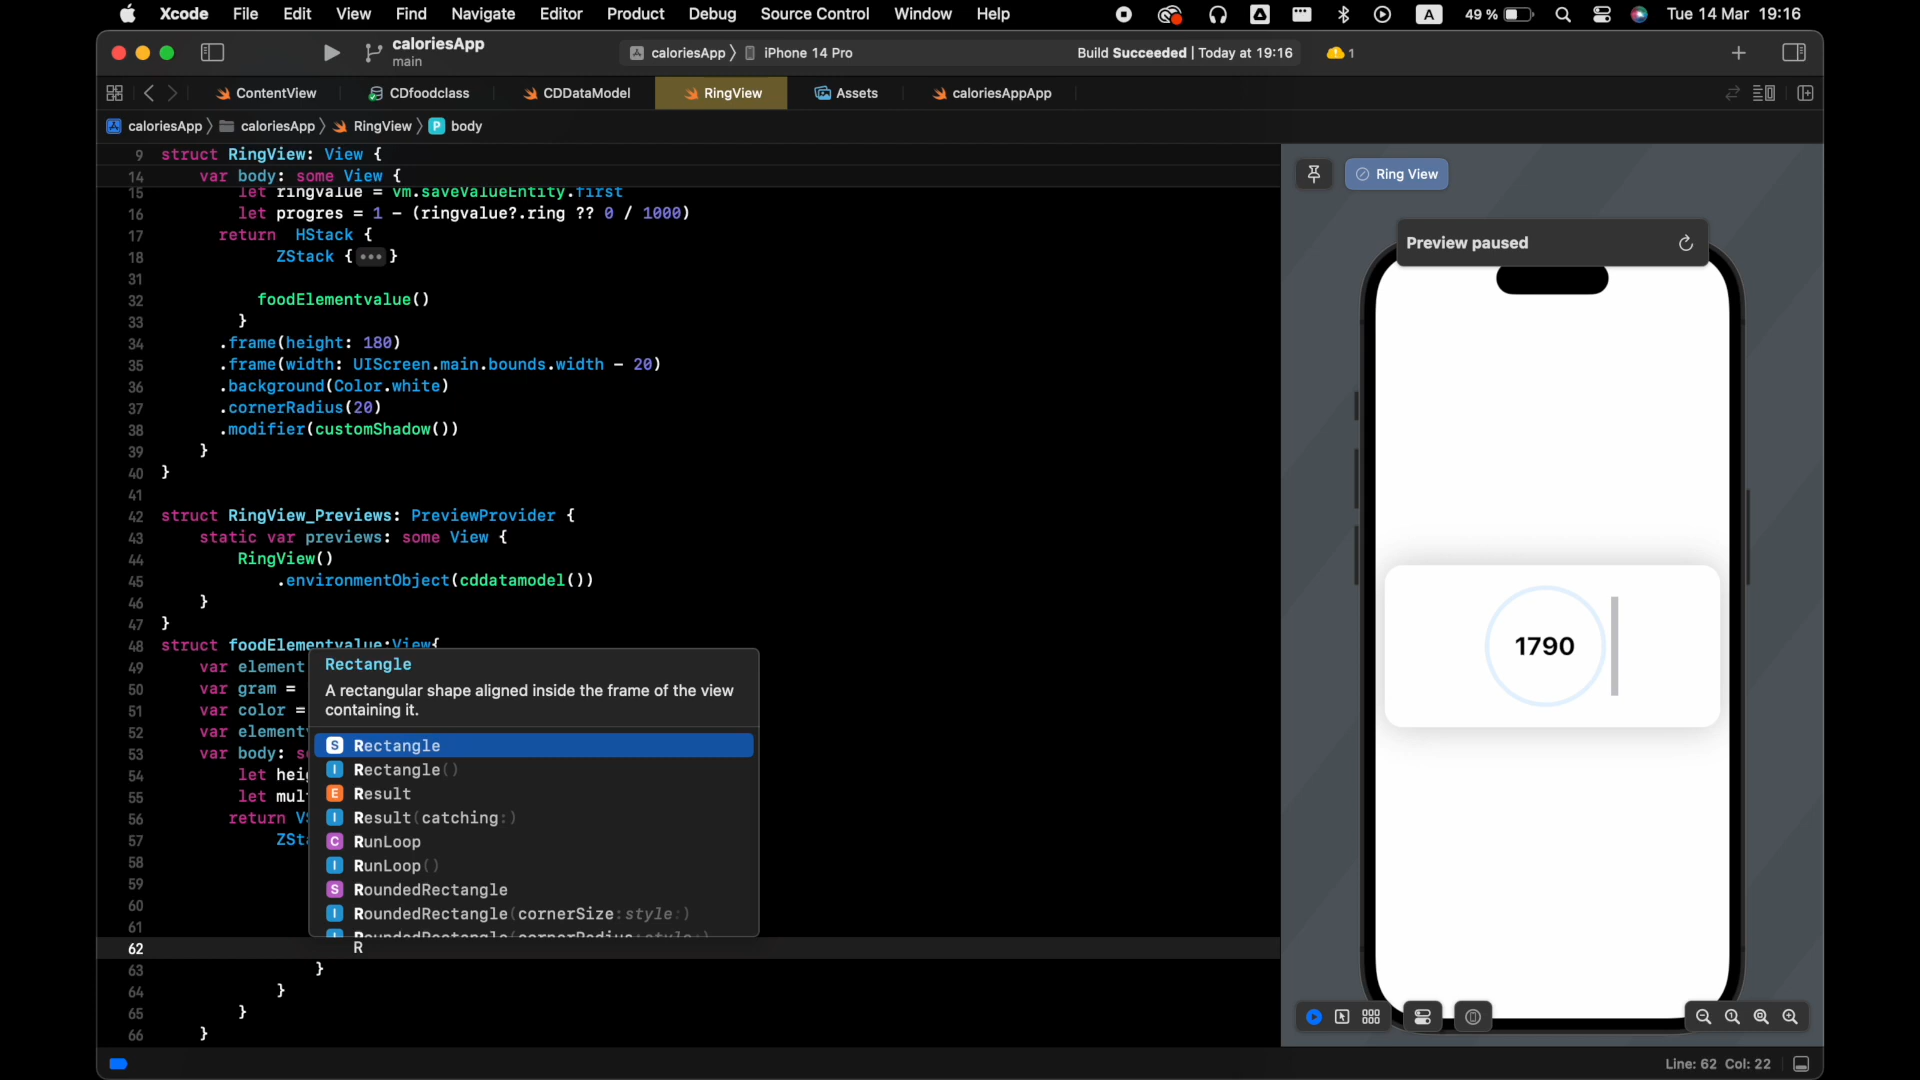 Xcode File Edit View Find Navigate Editor Product Debug Source Control Window Help A 49 % Tue 14 Mar 19:16
caloriesApp
main
caloriesApp iPhone 14 Pro Build Succeeded | Today at 19:16 1
ContentView CDfoodclass CDDataModel RingView Assets caloriesAppApp
caloriesApp caloriesApp RingView P body
9 struct RingView: View {
14 var body: some View {
15 let ringvalue = vm.saveValueEntity.first
16 let progres = 1 - (ringvalue?.ring ?? 0 / 1000)
17 return HStack {
18 ZStack {•••}
31
32 foodElementvalue()
33 }
34 .frame(height: 180)
35 .frame(width: UIScreen.main.bounds.width - 20)
36 .background(Color.white)
37 .cornerRadius(20)
38 .modifier(customShadow())
39 }
40 }
41
42 struct RingView_Previews: PreviewProvider {
43 static var previews: some View {
44 RingView()
45 .environmentObject(cddatamodel())
46 }
47 }
48 struct foodElementvalue:View{
49 var element
50 var gram =
51 var color =
52 var element
53 var body: s
54 let hei
55 let mul
56 return V
57 ZSt
58
59
60
61
62 R
63 }
64 }
65 }
66 }
Rectangle
A rectangular shape aligned inside the frame of the view
containing it.
S Rectangle
I Rectangle()
E Result
I Result(catching:)
C RunLoop
I RunLoop()
S RoundedRectangle
I RoundedRectangle(cornerSize:style:)
I RoundedRectangle(cornerRadius:style:)
Ring View
Preview paused
1790
Line: 62 Col: 22